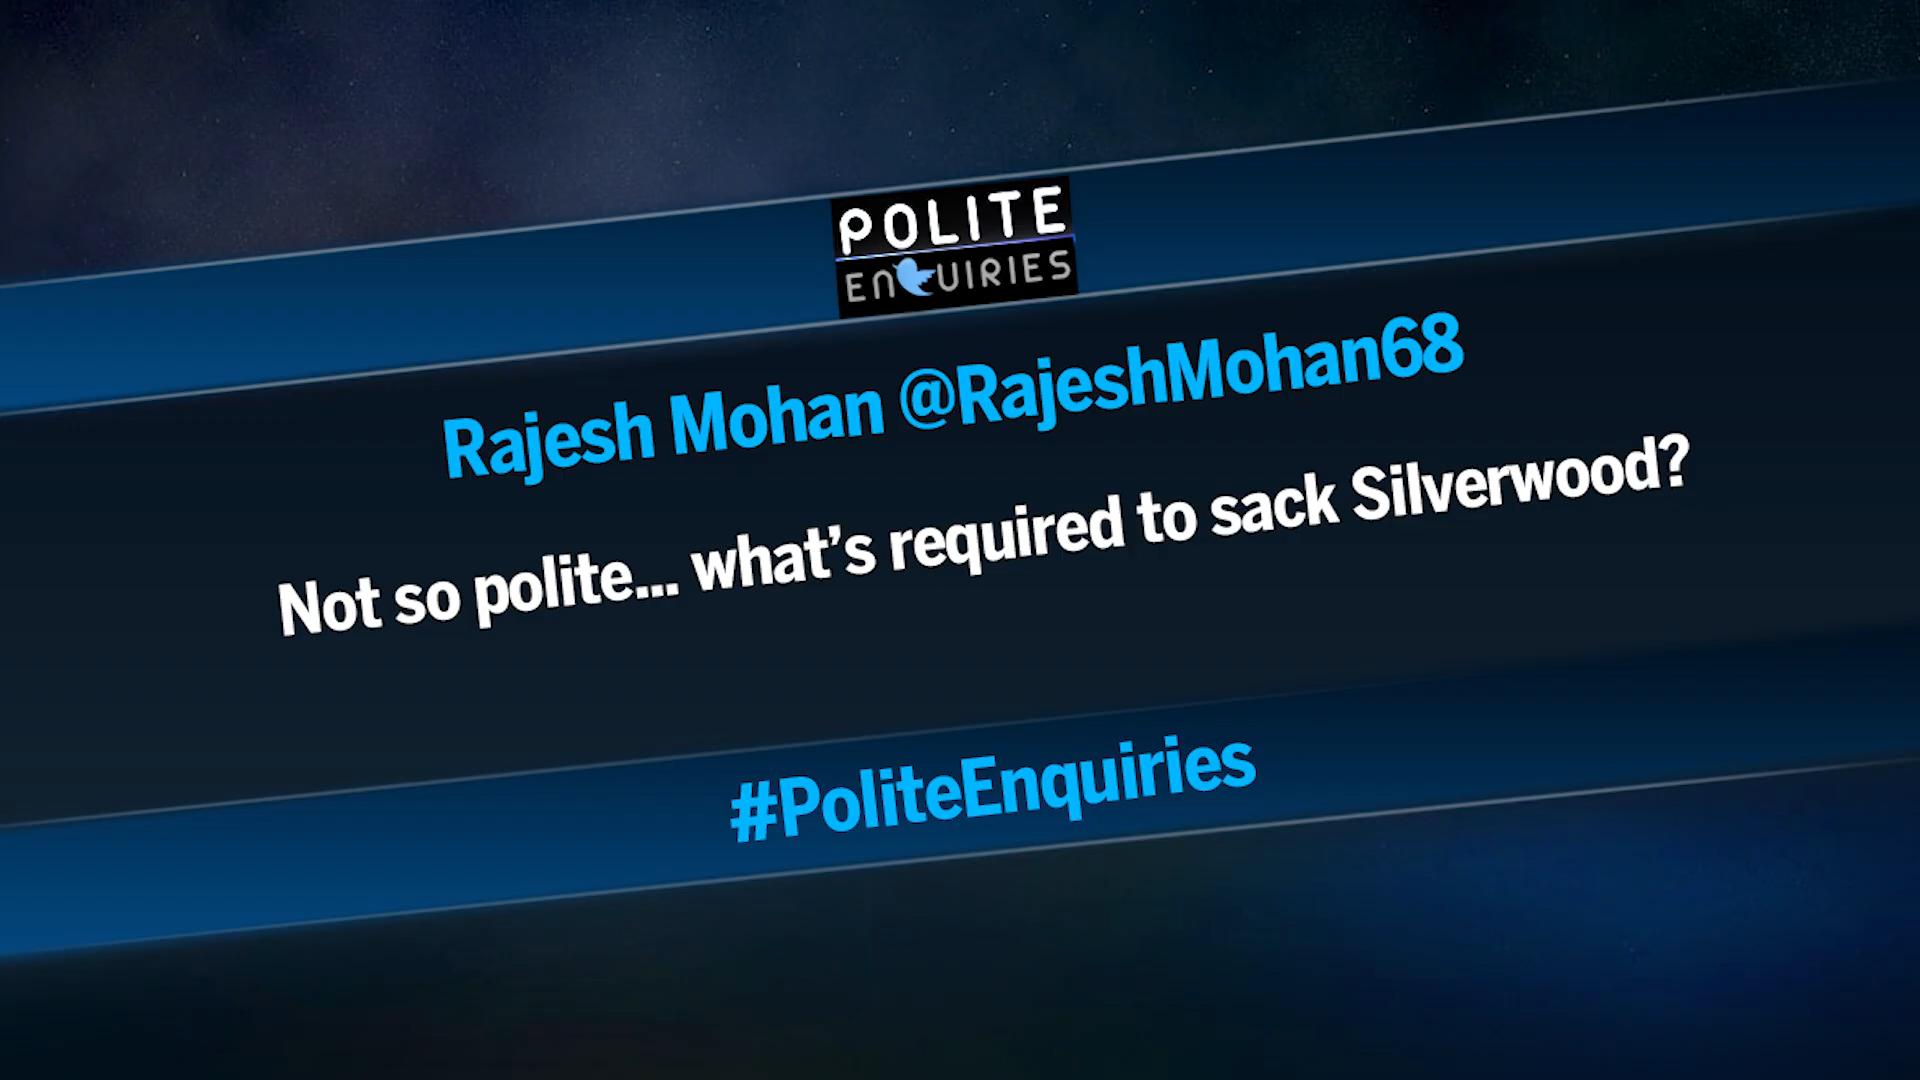 POLITE
ENQUIRIES
Rajesh Mohan @RajeshMohan68
Not so polite... what's required to sack Silverwood?
#PoliteEnquiries